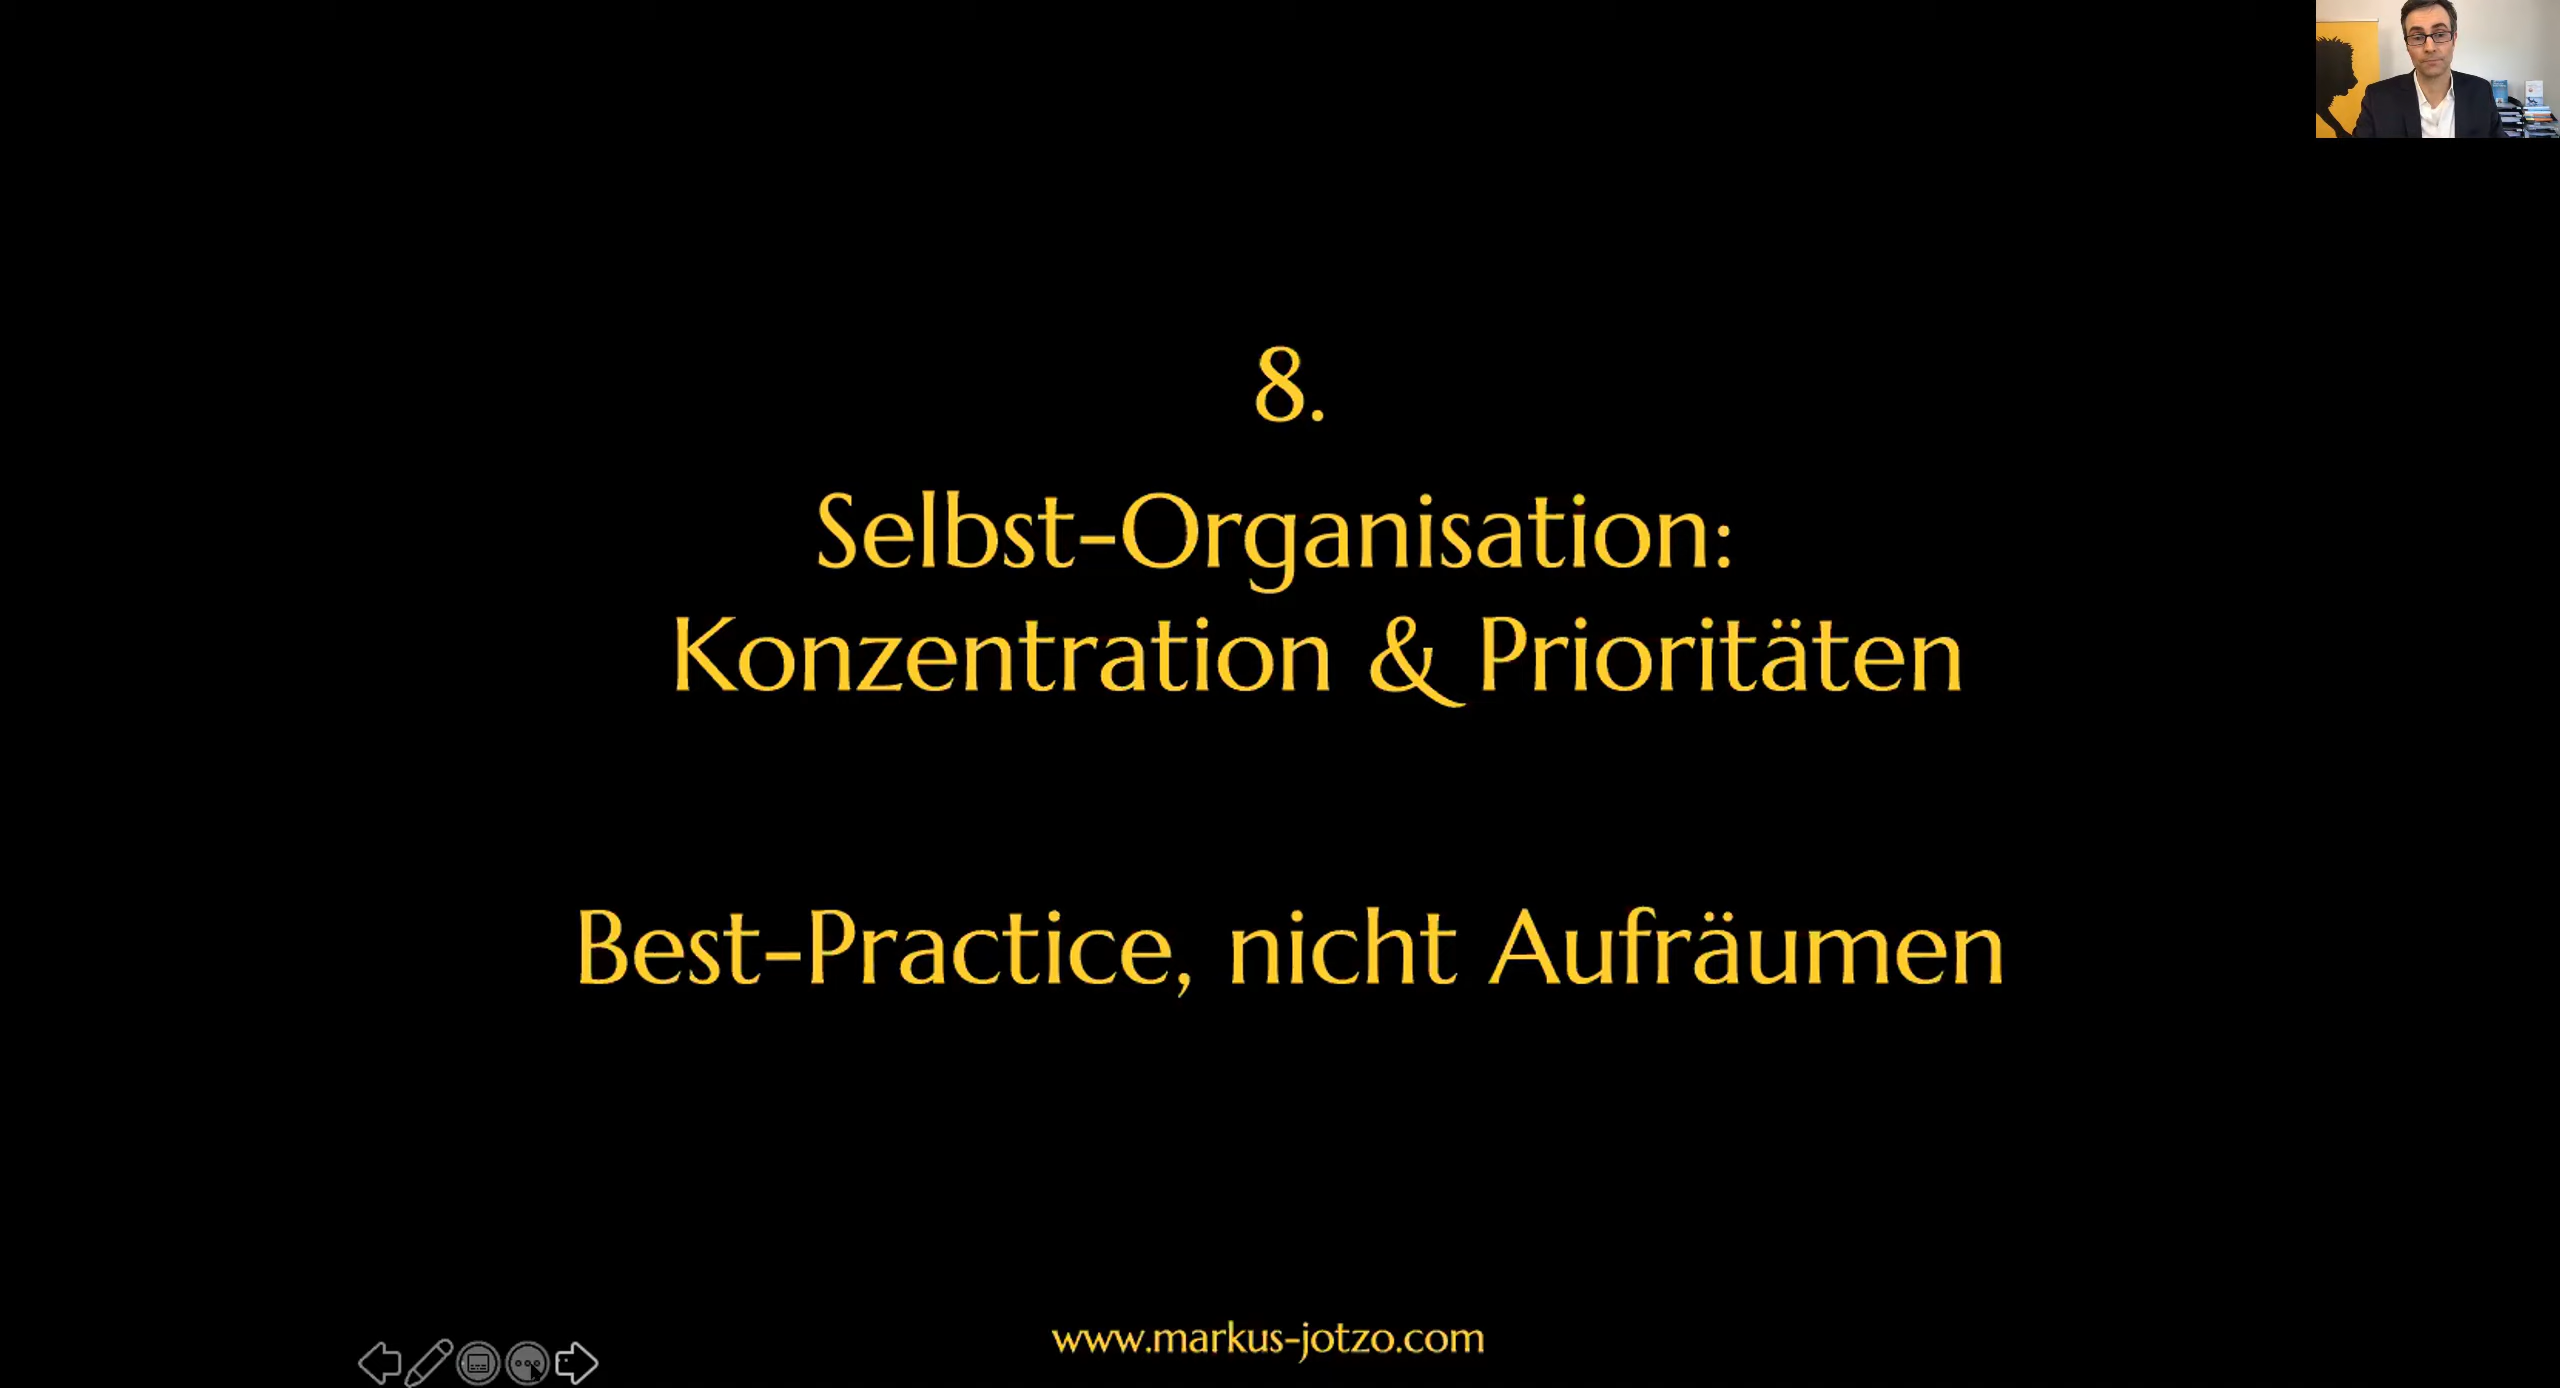 8.
Selbst-Organisation:
Konzentration & Prioritäten
Best-Practice, nicht Aufräumen
www.markus-jotzo.com